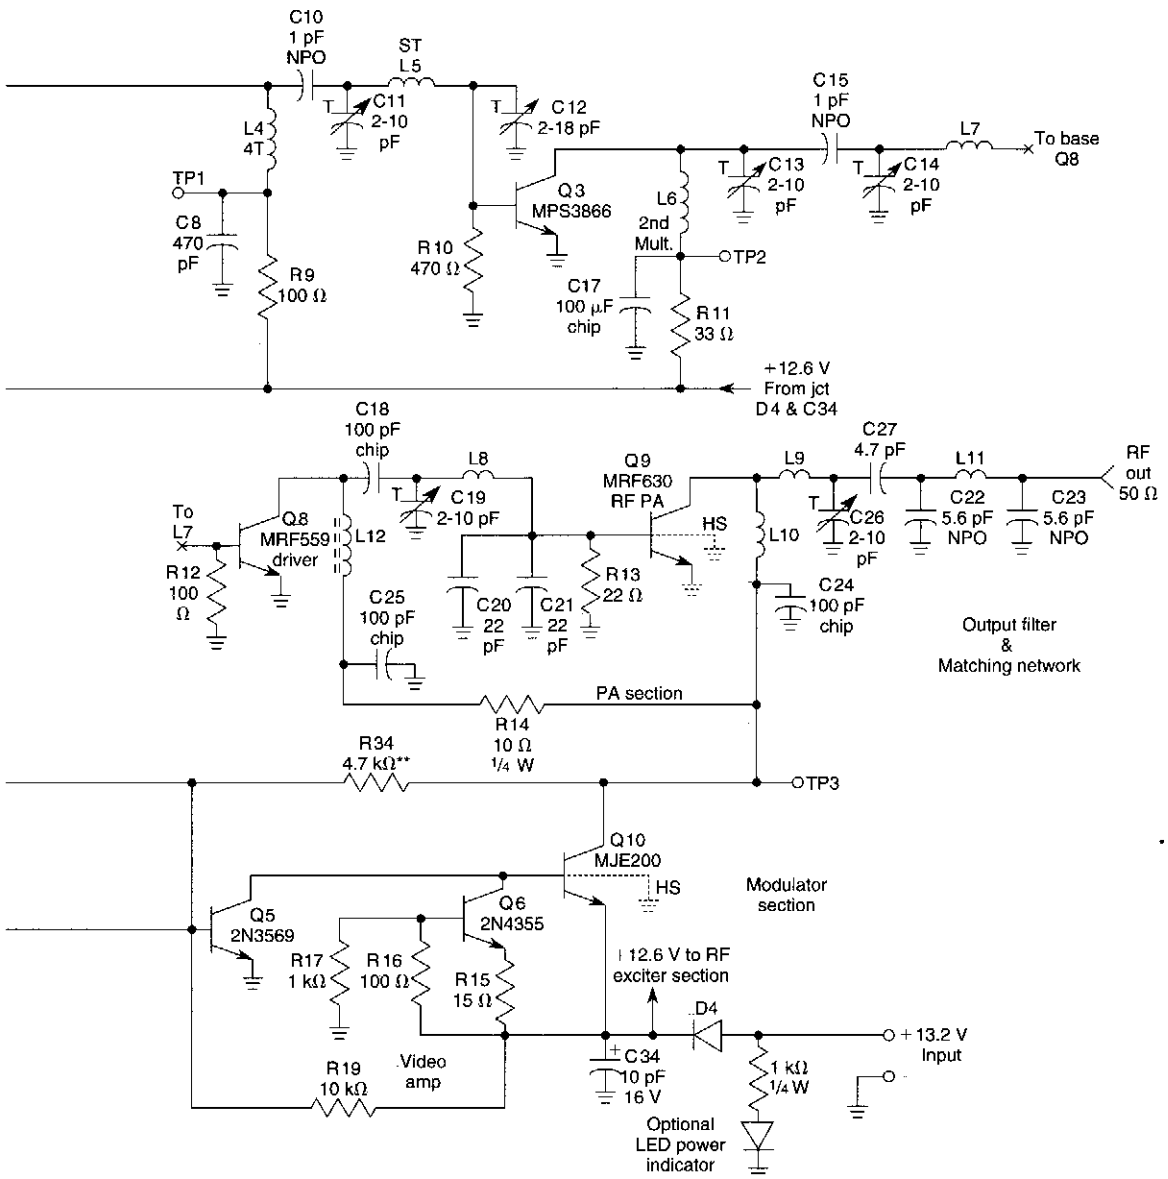 C10
1 pF
NPO
ST
L5
T
C11
2-10
pF
T
C12
2-18 pF
L4
4T
TP1
C8
470
pF
R9
100 Ω
R10
470 Ω
Q3
MPS3866
C15
1 pF
NPO
L7
To base
Q8
T
C13
2-10
pF
T
C14
2-10
pF
L6
2nd
Mult.
TP2
C17
100 µF
chip
R11
33 Ω
+12.6 V
From jct
D4 & C34
C18
100 pF
chip
L8
T
C19
2-10 pF
To
L7
Q8
MRF559
driver
L12
R12
100
Ω
C25
100 pF
chip
C20
22
pF
C21
22
pF
R13
22 Ω
Q9
MRF630
RF PA
HS
L9
L10
C27
4.7 pF
L11
T
C26
2-10
pF
C22
5.6 pF
NPO
C23
5.6 pF
NPO
RF
out
50 Ω
C24
100 pF
chip
Output filter
&
Matching network
PA section
R14
10 Ω
1/4 W
R34
4.7 kΩ**
TP3
Q10
MJE200
HS
Modulator
section
Q5
2N3569
Q6
2N4355
R17
1 kΩ
R16
100 Ω
R15
15 Ω
+12.6 V to RF
exciter section
D4
+13.2 V
Input
-
C34
10 pF
16 V
+
1 kΩ
1/4 W
Video
amp
R19
10 kΩ
Optional
LED power
indicator